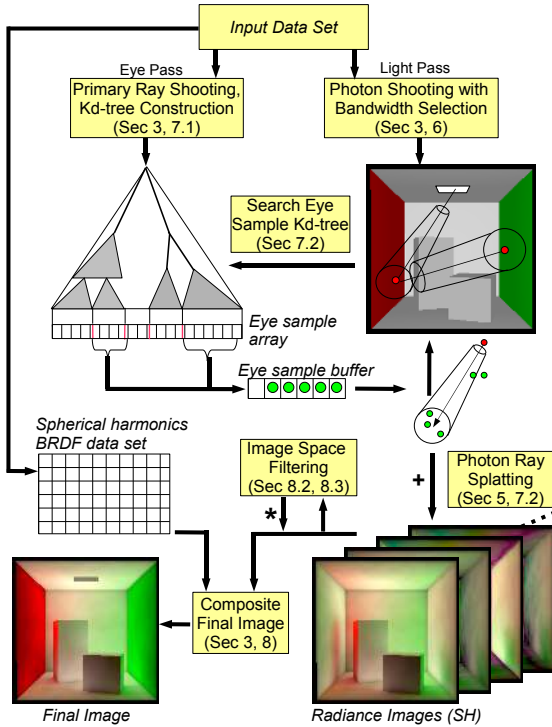 Input Data Set
Eye Pass
Light Pass
Primary Ray Shooting,
Kd-tree Construction
(Sec 3, 7.1)
Photon Shooting with
Bandwidth Selection
(Sec 3, 6)
Search Eye
Sample Kd-tree
(Sec 7.2)
Eye sample
array
Eye sample buffer
Spherical harmonics
BRDF data set
Image Space
Filtering
(Sec 8.2, 8.3)
*
+
Photon Ray
Splatting
(Sec 5, 7.2)
Composite
Final Image
(Sec 3, 8)
Final Image
Radiance Images (SH)